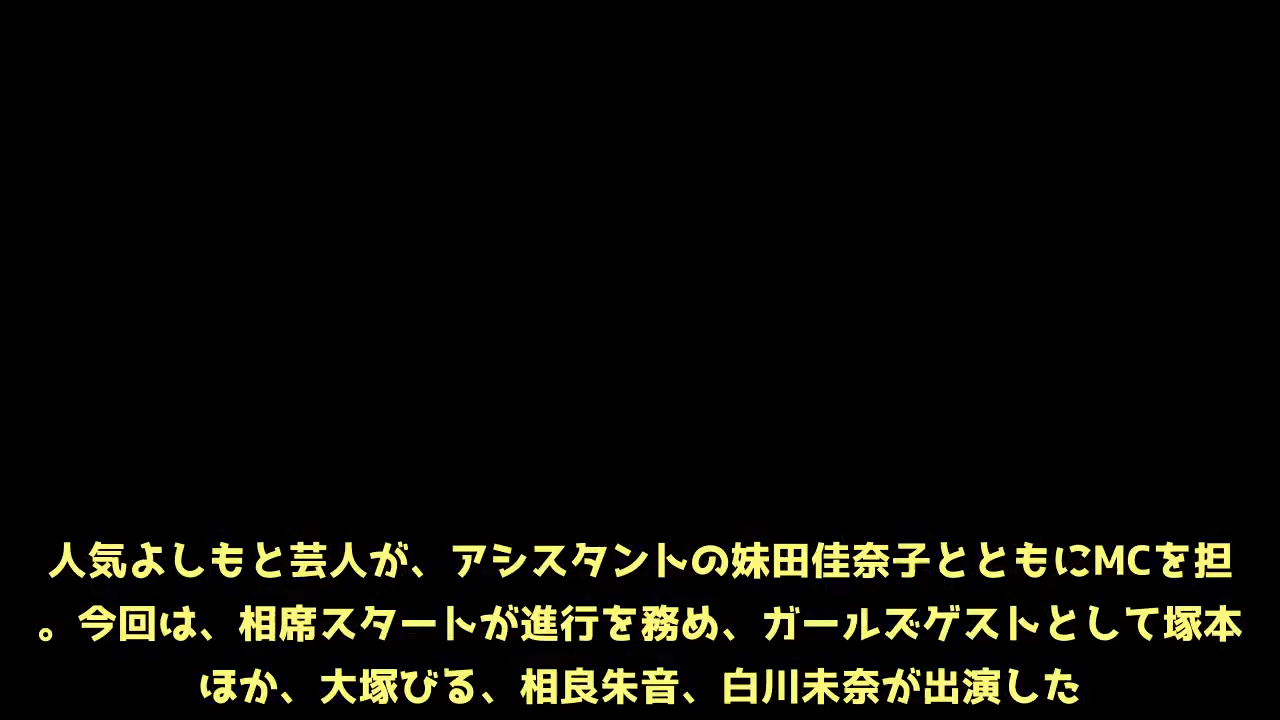 人気よしもと芸人が、アシスタントの妹田佳奈子とともにMCを担
。今回は、相席スタートが進行を務め、ガールズゲストとして塚本
ほか、大塚びる、相良朱音、白川未奈が出演した